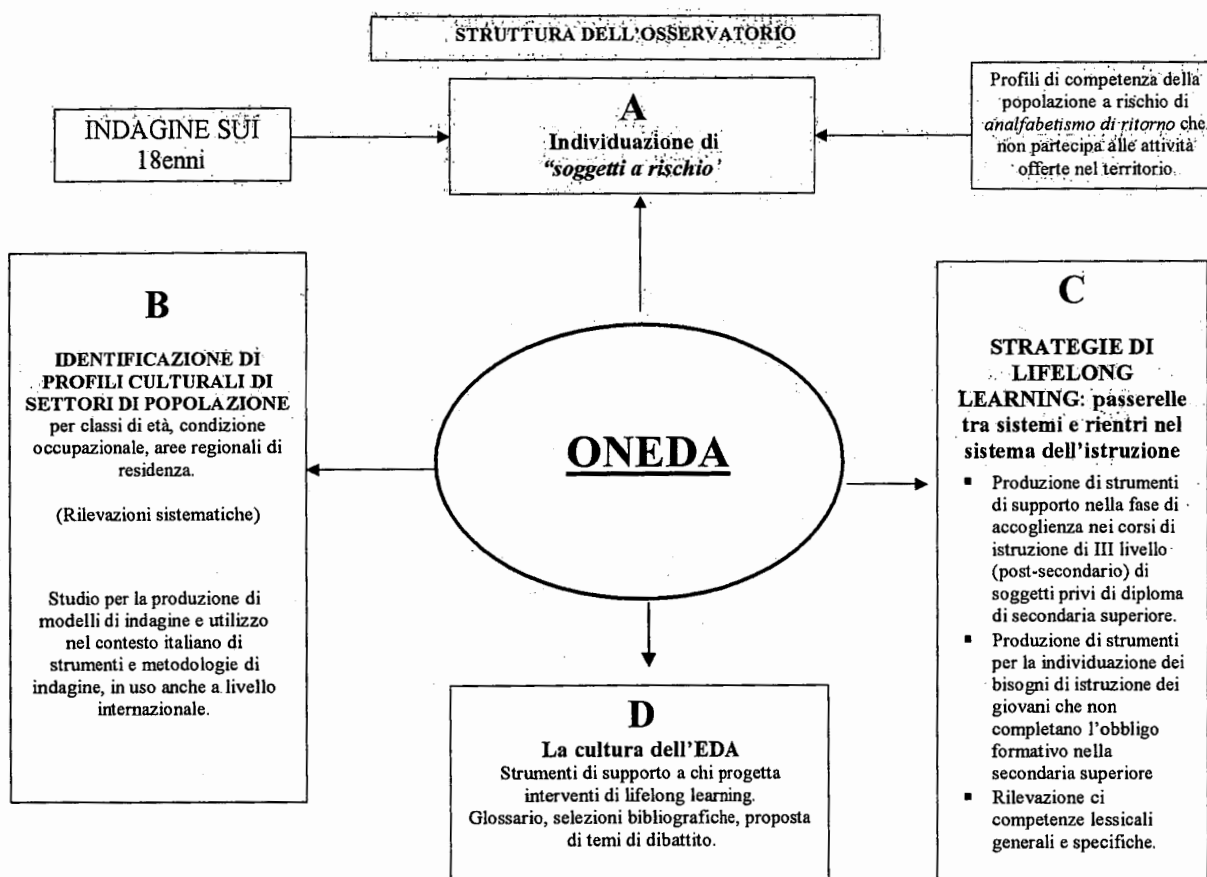 STRUTTURA DELL'OSSERVATORIO
INDAGINE SUI
18enni
A
Individuazione di
"soggetti a rischio'
Profili di competenza della
popolazione a rischio di
analfabetismo di ritorno che
non partecipa alle attività
offerte nel territorio.
B
IDENTIFICAZIONE DI
PROFILI CULTURALI DI
SETTORI DI POPOLAZIONE
per classi di età, condizione
occupazionale, aree regionali di
residenza.
(Rilevazioni sistematiche)
Studio per la produzione di
modelli di indagine e utilizzo
nel contesto italiano di
strumenti e metodologie di
indagine, in uso anche a livello
internazionale.
ONEDA
C
STRATEGIE DI
LIFELONG
LEARNING: passerelle
tra sistemi e rientri nel
sistema dell'istruzione
▪ Produzione di strumenti
di supporto nella fase di
accoglienza nei corsi di
istruzione di III livello
(post-secondario) di
soggetti privi di diploma
di secondaria superiore.
▪ Produzione di strumenti
per la individuazione dei
bisogni di istruzione dei
giovani che non
completano l'obbligo
formativo nella
secondaria superiore
▪ Rilevazione ci
competenze lessicali
generali e specifiche.
D
La cultura dell'EDA
Strumenti di supporto a chi progetta
interventi di lifelong learning.
Glossario, selezioni bibliografiche, proposta
di temi di dibattito.